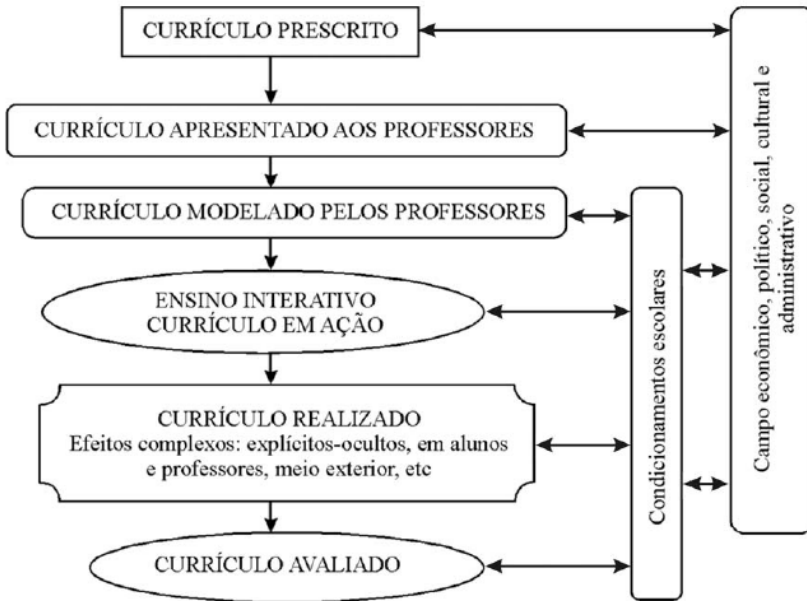 CURRÍCULO PRESCRITO
CURRÍCULO APRESENTADO AOS PROFESSORES
CURRÍCULO MODELADO PELOS PROFESSORES
ENSINO INTERATIVO
CURRÍCULO EM AÇÃO
CURRÍCULO REALIZADO
Efeitos complexos: explícitos-ocultos, em alunos
e professores, meio exterior, etc
CURRÍCULO AVALIADO
Condicionamentos escolares
Campo econômico, político, social, cultural e
administrativo